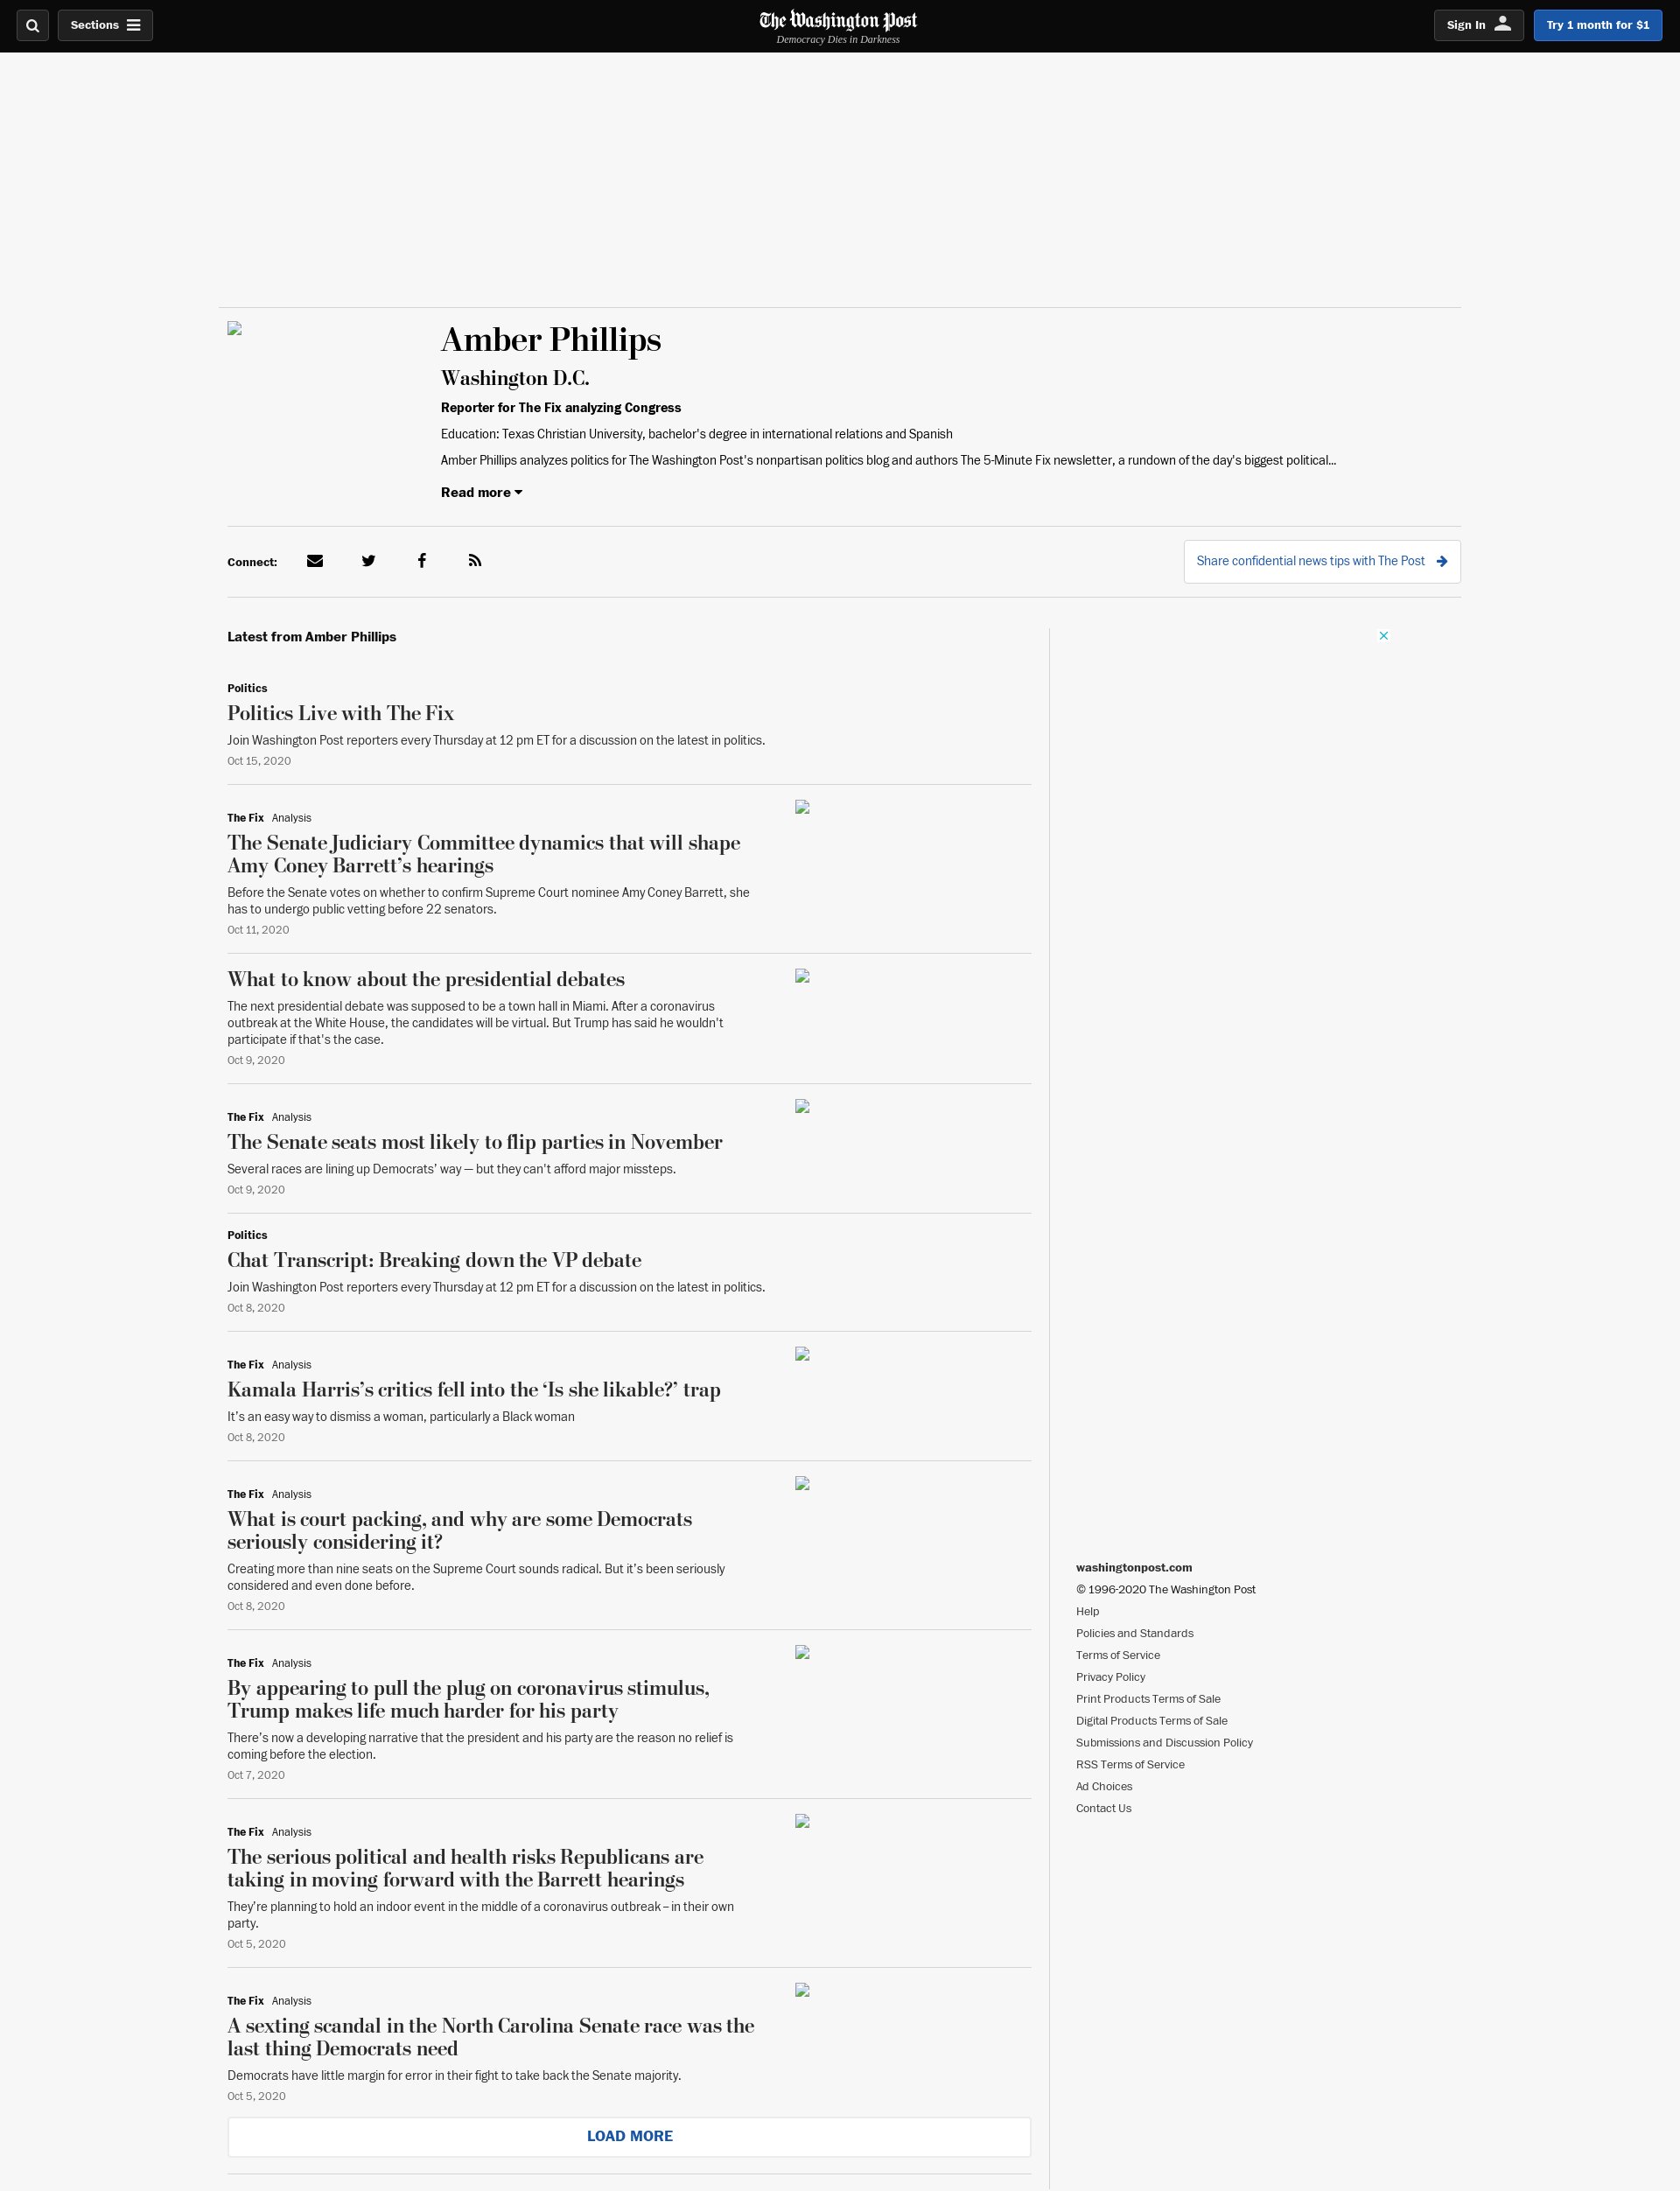 Sections
The Washington Post
Democracy Dies in Darkness
Sign In
Try 1 month for $1
Amber Phillips
Washington D.C.
Reporter for The Fix analyzing Congress
Education: Texas Christian University, bachelor's degree in international relations and Spanish
Amber Phillips analyzes politics for The Washington Post's nonpartisan politics blog and authors The 5-Minute Fix newsletter, a rundown of the day's biggest political...
Read more
Connect:
Share confidential news tips with The Post
Latest from Amber Phillips
Politics
Politics Live with The Fix
Join Washington Post reporters every Thursday at 12 pm ET for a discussion on the latest in politics.
Oct 15, 2020
The Fix Analysis
The Senate Judiciary Committee dynamics that will shape
Amy Coney Barrett’s hearings
Before the Senate votes on whether to confirm Supreme Court nominee Amy Coney Barrett, she
has to undergo public vetting before 22 senators.
Oct 11, 2020
What to know about the presidential debates
The next presidential debate was supposed to be a town hall in Miami. After a coronavirus
outbreak at the White House, the candidates will be virtual. But Trump has said he wouldn't
participate if that's the case.
Oct 9, 2020
The Fix Analysis
The Senate seats most likely to flip parties in November
Several races are lining up Democrats’ way — but they can't afford major missteps.
Oct 9, 2020
Politics
Chat Transcript: Breaking down the VP debate
Join Washington Post reporters every Thursday at 12 pm ET for a discussion on the latest in politics.
Oct 8, 2020
The Fix Analysis
Kamala Harris’s critics fell into the ‘Is she likable?’ trap
It’s an easy way to dismiss a woman, particularly a Black woman
Oct 8, 2020
The Fix Analysis
What is court packing, and why are some Democrats
seriously considering it?
Creating more than nine seats on the Supreme Court sounds radical. But it’s been seriously
considered and even done before.
Oct 8, 2020
The Fix Analysis
By appearing to pull the plug on coronavirus stimulus,
Trump makes life much harder for his party
There’s now a developing narrative that the president and his party are the reason no relief is
coming before the election.
Oct 7, 2020
The Fix Analysis
The serious political and health risks Republicans are
taking in moving forward with the Barrett hearings
They’re planning to hold an indoor event in the middle of a coronavirus outbreak – in their own
party.
Oct 5, 2020
The Fix Analysis
A sexting scandal in the North Carolina Senate race was the
last thing Democrats need
Democrats have little margin for error in their fight to take back the Senate majority.
Oct 5, 2020
LOAD MORE
washingtonpost.com
© 1996-2020 The Washington Post
Help
Policies and Standards
Terms of Service
Privacy Policy
Print Products Terms of Sale
Digital Products Terms of Sale
Submissions and Discussion Policy
RSS Terms of Service
Ad Choices
Contact Us